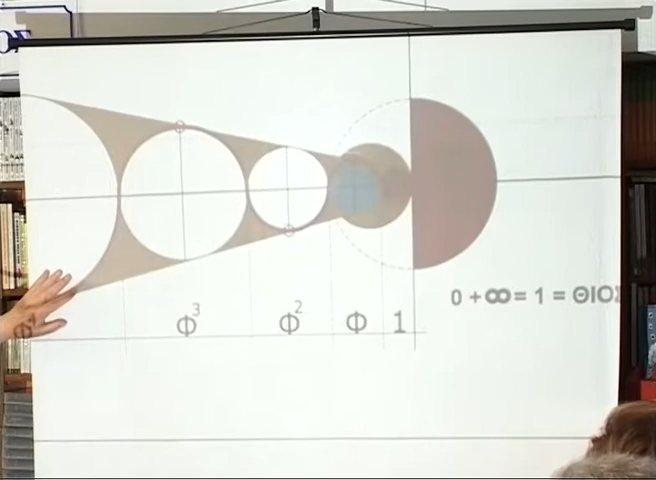 0 + ∞ = 1 = ΘΙΟΣ
Φ³ Φ² Φ 1